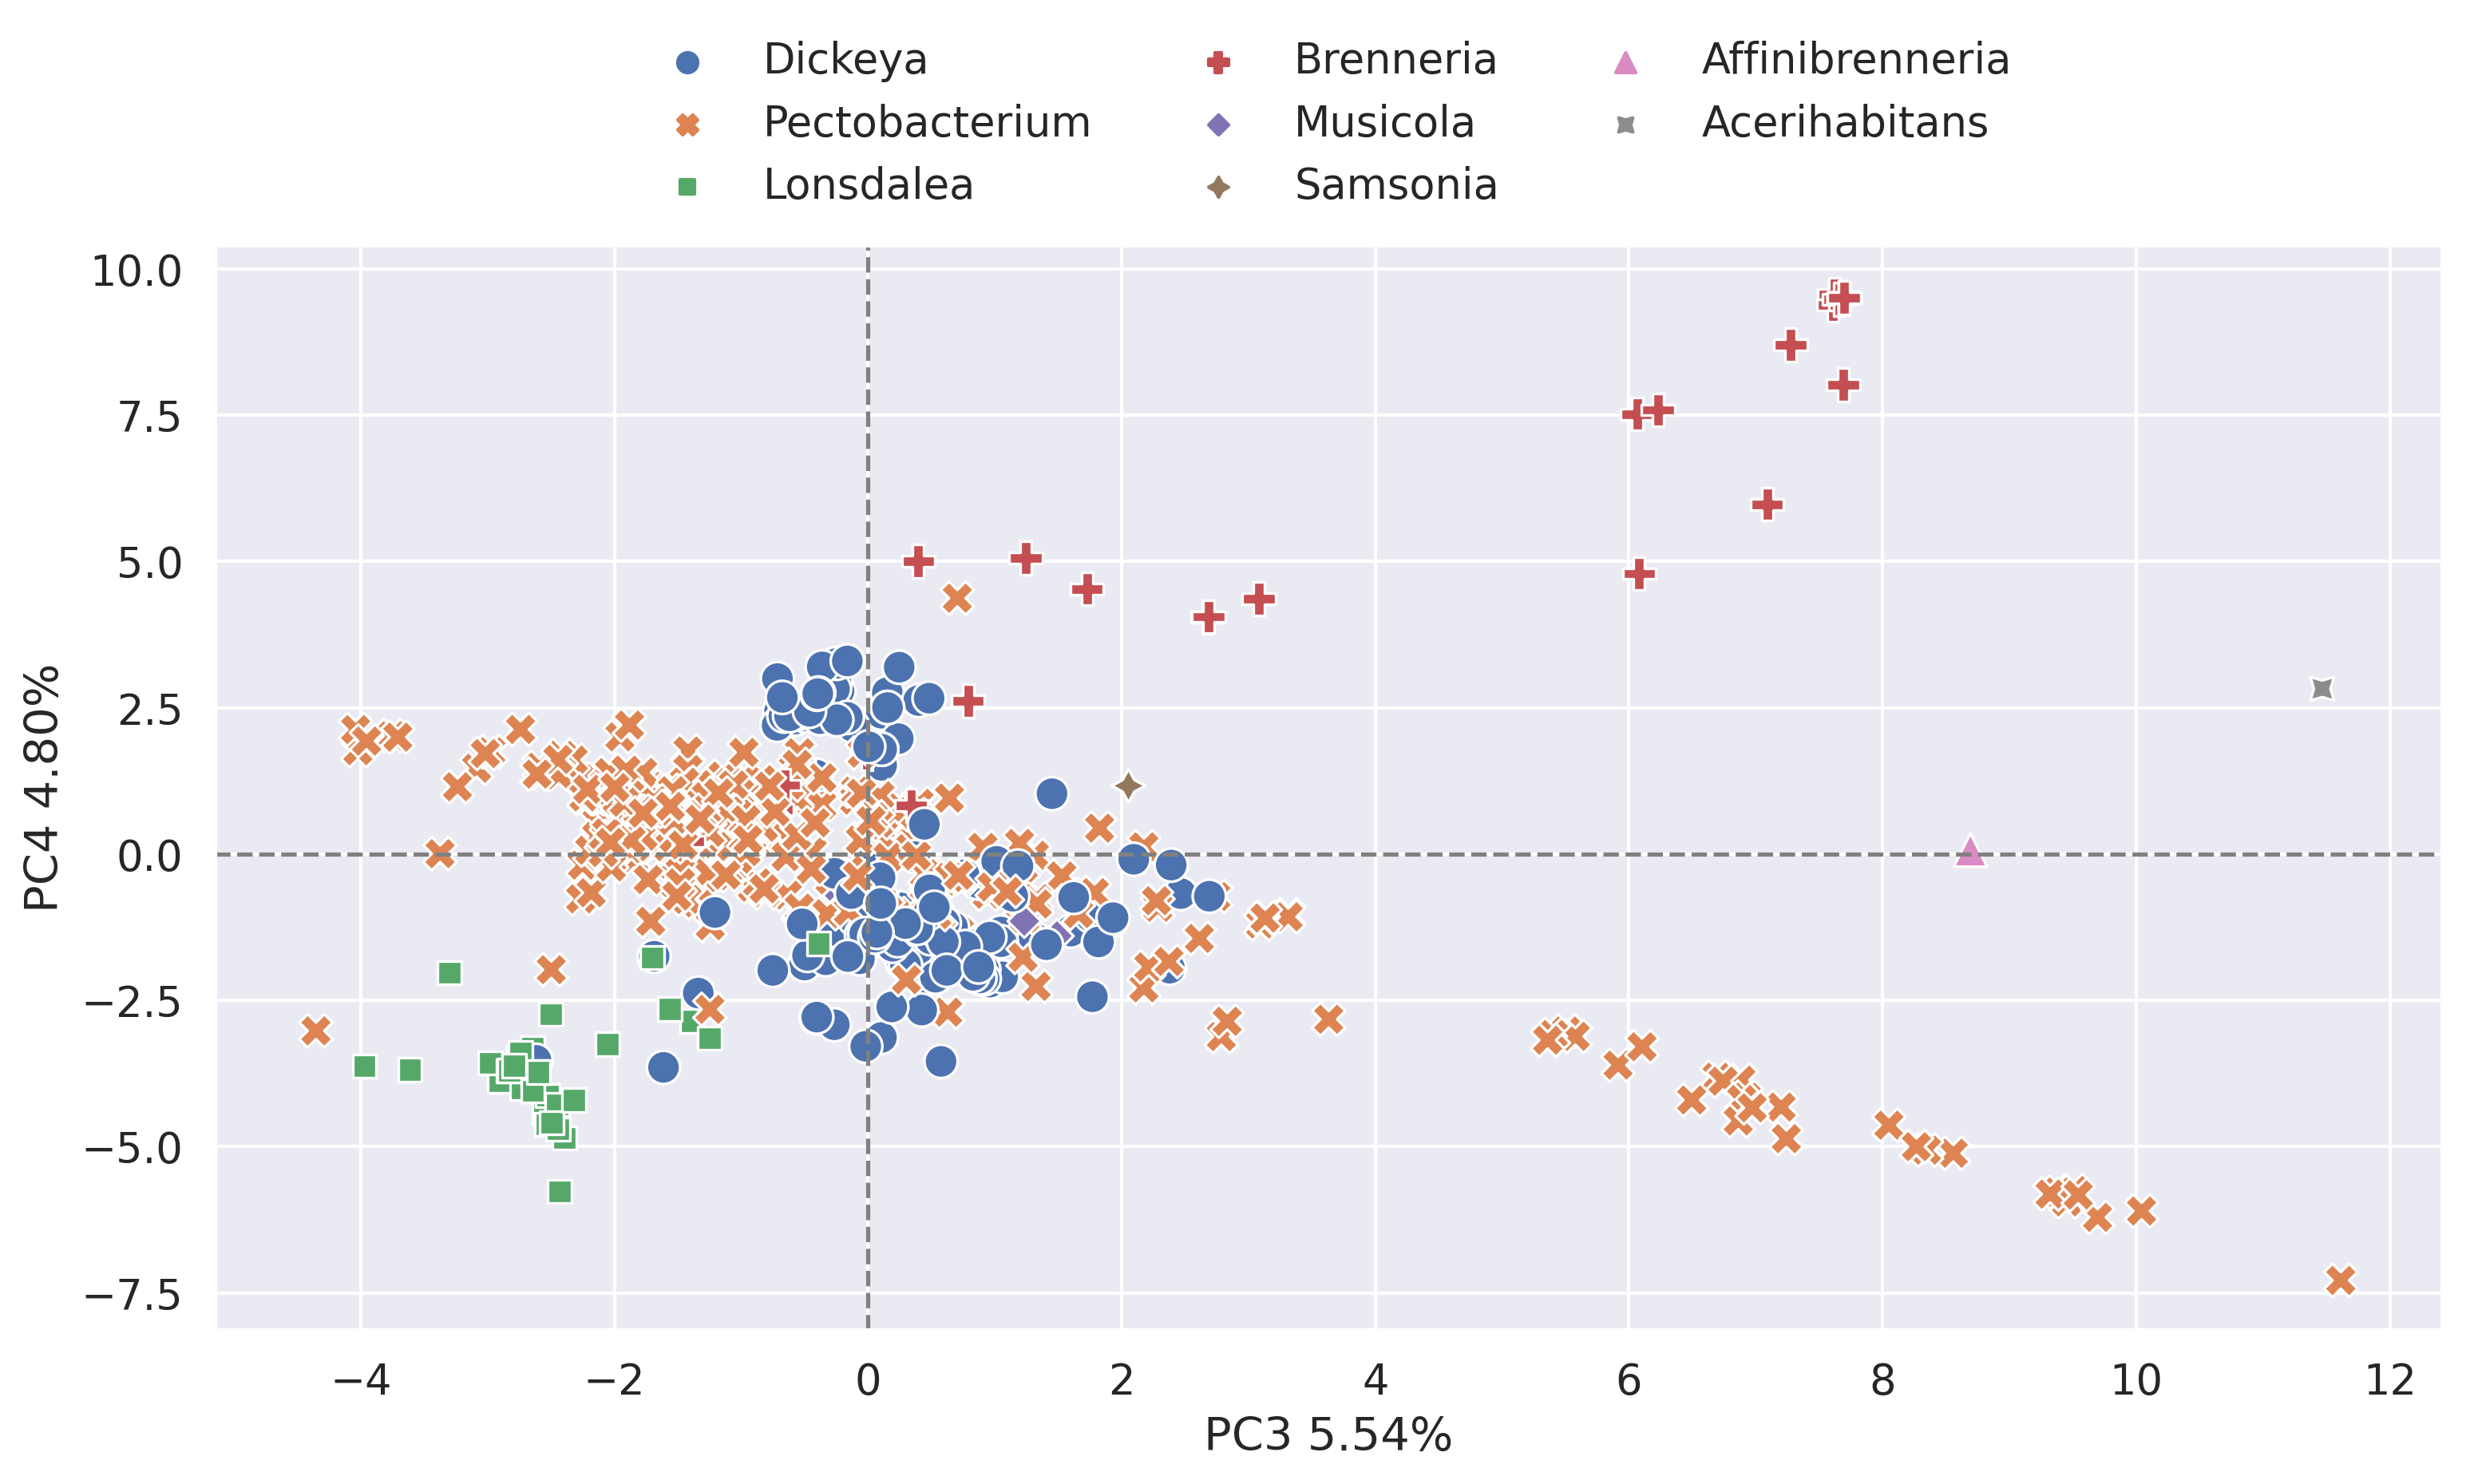 Dickeya
Pectobacterium
Lonsdalea
Brenneria
Musicola
Samsonia
Affinibrenneria
Acerihabitans
10.0
7.5
5.0
2.5
0.0
−2.5
−5.0
−7.5
PC4 4.80%
−4 −2 0 2 4 6 8 10 12
PC3 5.54%